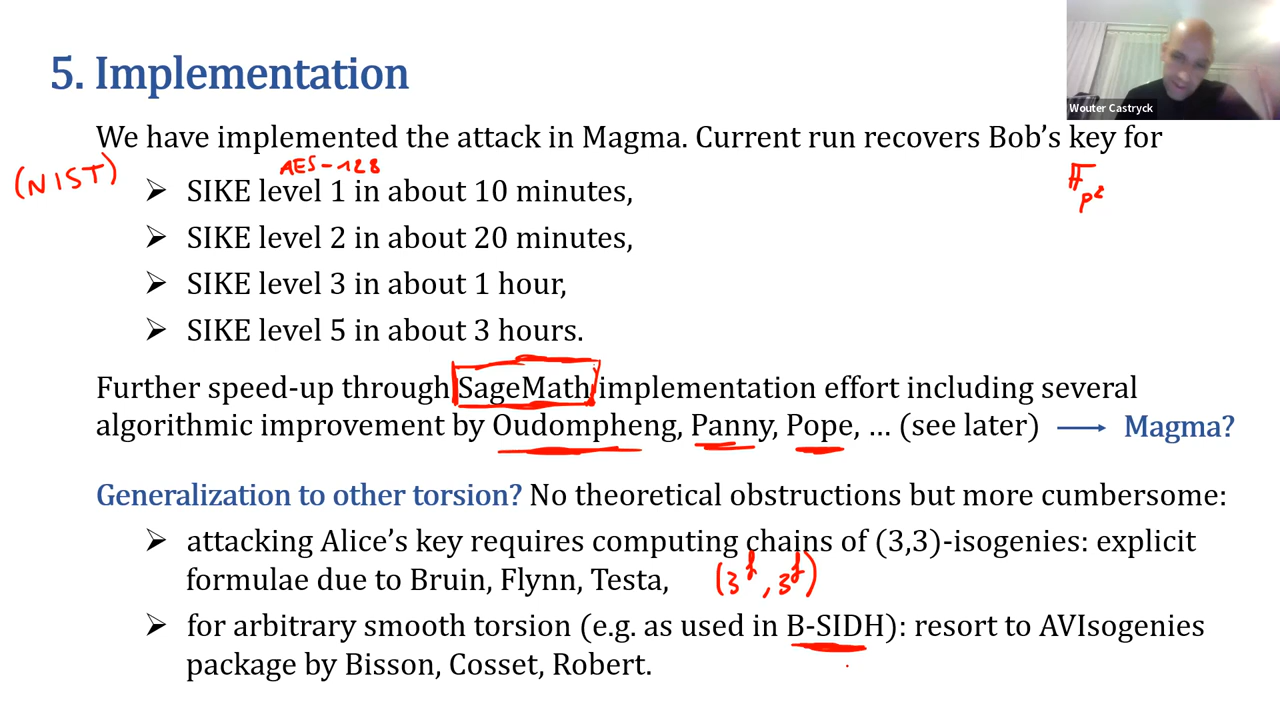 Wouter Castryck
5. Implementation
We have implemented the attack in Magma. Current run recovers Bob’s key for
(NIST)
AES-128
𝔽p²
➢ SIKE level 1 in about 10 minutes,
➢ SIKE level 2 in about 20 minutes,
➢ SIKE level 3 in about 1 hour,
➢ SIKE level 5 in about 3 hours.
Further speed-up through SageMath implementation effort including several
algorithmic improvement by Oudompheng, Panny, Pope, … (see later) → Magma?
Generalization to other torsion? No theoretical obstructions but more cumbersome:
➢ attacking Alice’s key requires computing chains of (3,3)-isogenies: explicit
formulae due to Bruin, Flynn, Testa, (3^f, 3^f)
➢ for arbitrary smooth torsion (e.g. as used in B-SIDH): resort to AVIsogenies
package by Bisson, Cosset, Robert.